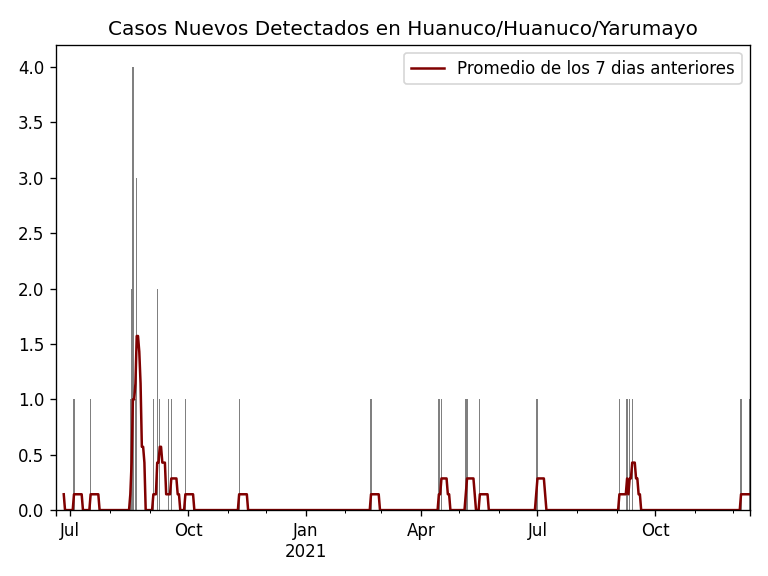 Casos Nuevos Detectados en Huanuco/Huanuco/Yarumayo
Promedio de los 7 dias anteriores
4.0
3.5
3.0
2.5
2.0
1.5
1.0
0.5
0.0
Jul
Oct
Jan
Apr
Jul
Oct
2021